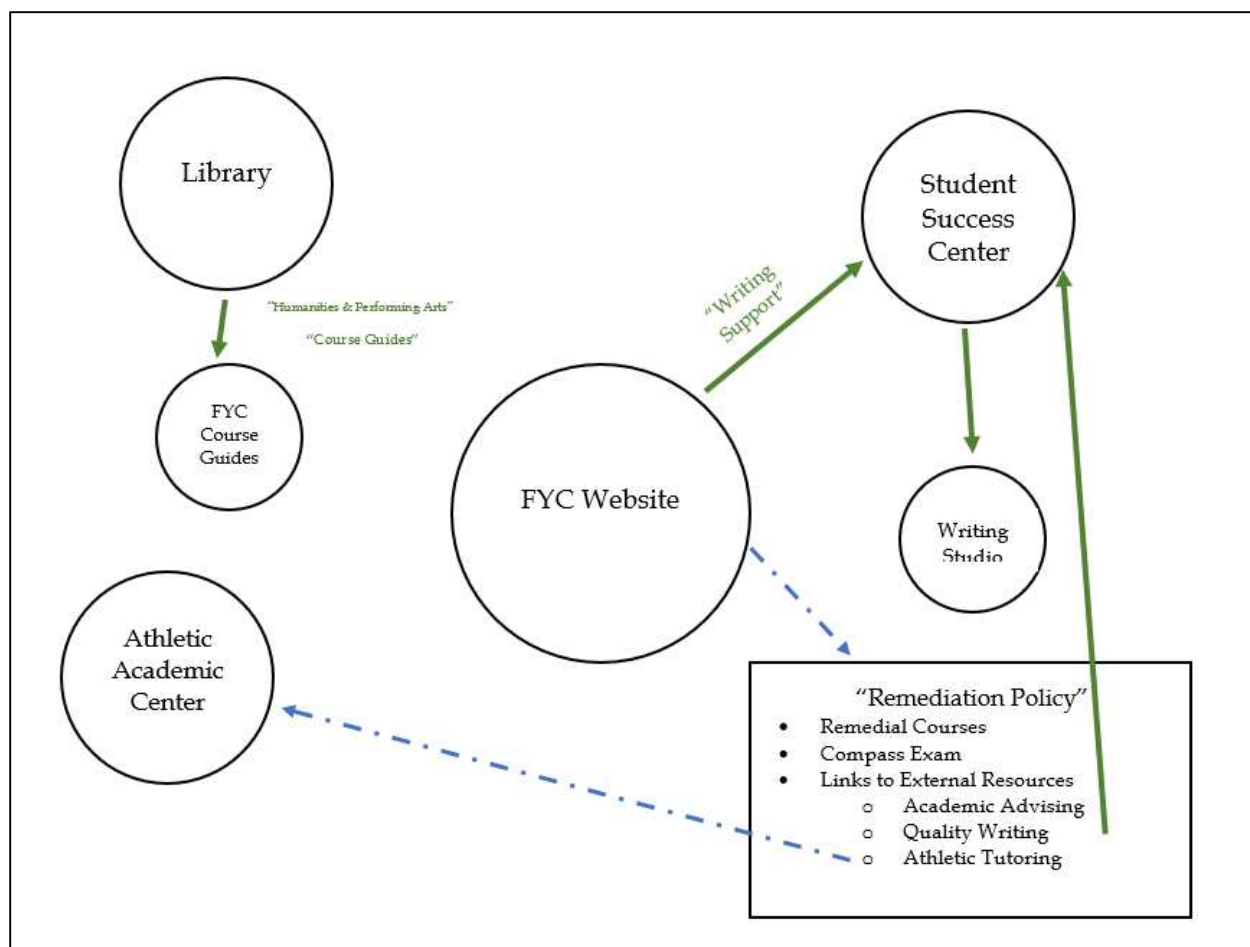 Library
"Humanities & Performing Arts"
"Course Guides"
FYC
Course
Guides
Athletic
Academic
Center
"Writing
Support"
FYC Website
Student
Success
Center
Writing
Studio
"Remediation Policy"
• Remedial Courses
• Compass Exam
• Links to External Resources
o Academic Advising
o Quality Writing
o Athletic Tutoring